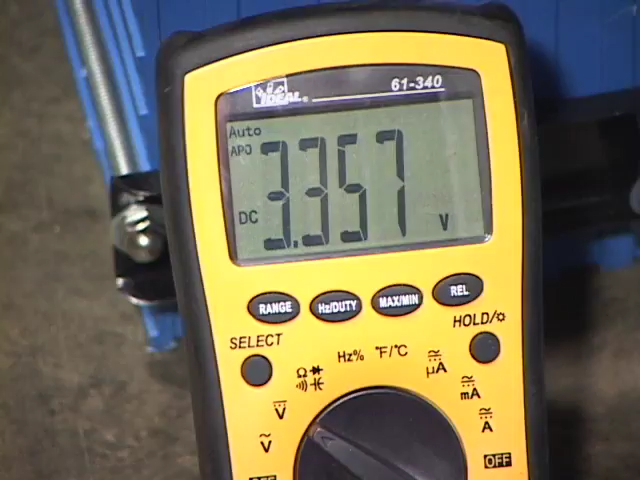 IDEAL® 61-340
Auto
APO
3.357
DC V
RANGE Hz/DUTY MAX/MIN REL
SELECT HOLD/☼
Hz% °F/°C
Ω
µA
mA
V
A
V
OFF OFF